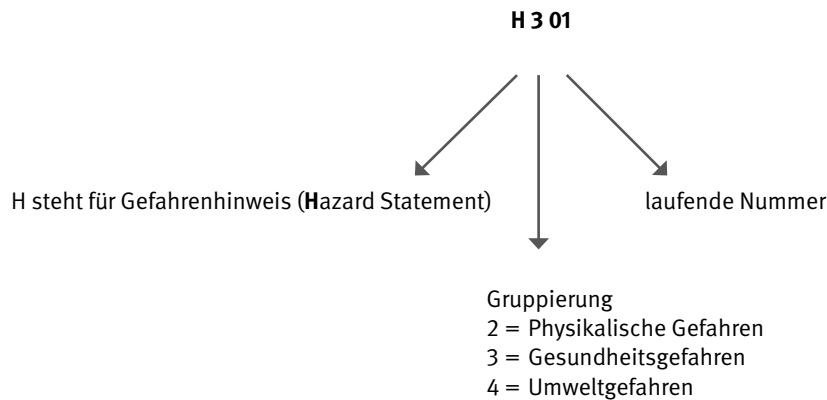 H 3 01
H steht für Gefahrenhinweis (Hazard Statement)
laufende Nummer
Gruppierung
2 = Physikalische Gefahren
3 = Gesundheitsgefahren
4 = Umweltgefahren